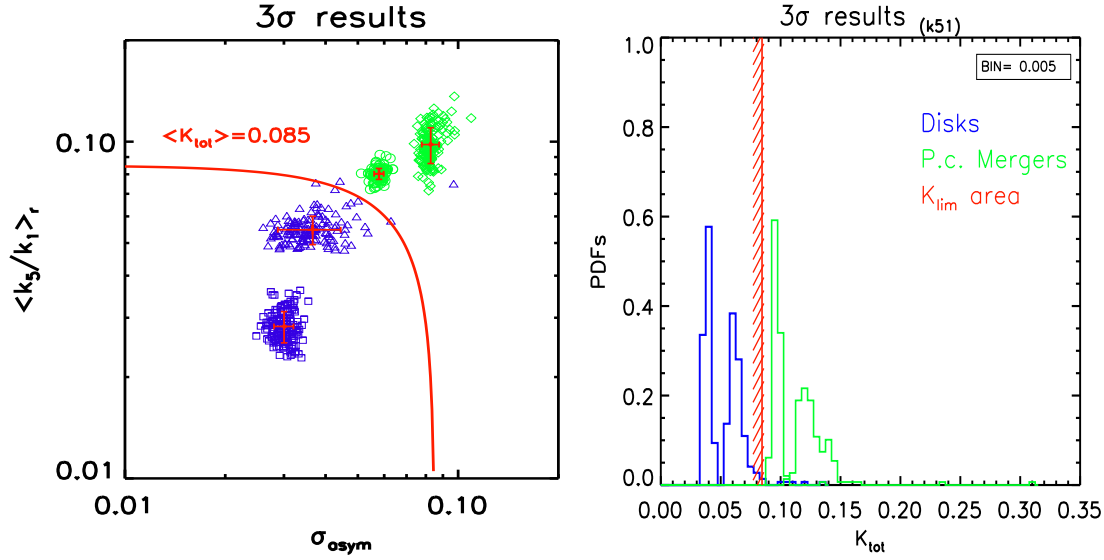 3σ results
<K_tot>=0.085
<k₅/k₁>_r
0.10
0.01
0.01
0.10
σ_asym
3σ results (k51)
BIN= 0.005
Disks
P.c. Mergers
K_lim area
PDFs
1.0
0.8
0.6
0.4
0.2
0.0
0.00
0.05
0.10
0.15
0.20
0.25
0.30
0.35
K_tot